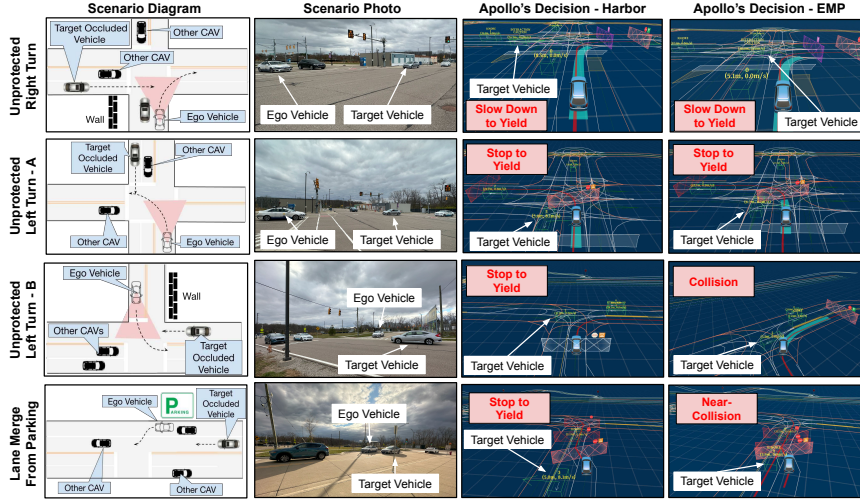 Scenario Diagram
Scenario Photo
Apollo's Decision - Harbor
Apollo's Decision - EMP
Unprotected
Right Turn
Target Occluded
Vehicle
Other CAV
Other CAV
Wall
Ego Vehicle
Ego Vehicle
Target Vehicle
Target Vehicle
Slow Down
to Yield
(5.1m, 0.0m/s)
Slow Down
to Yield
Target
Vehicle
Unprotected
Left Turn - A
Target
Occluded
Vehicle
Other CAV
Other CAV
Ego Vehicle
Ego Vehicle
Target Vehicle
Stop to
Yield
Target Vehicle
Stop to
Yield
Target Vehicle
Unprotected
Left Turn - B
Ego Vehicle
Wall
Other CAVs
Target
Occluded
Vehicle
Ego Vehicle
Target Vehicle
Stop to
Yield
Target
Vehicle
Collision
Target
Vehicle
Lane Merge
From Parking
Ego Vehicle
PARKING
Target
Occluded
Vehicle
Other
CAV
Other CAV
Ego Vehicle
Target Vehicle
Stop to
Yield
Target Vehicle
Near-
Collision
Target
Vehicle